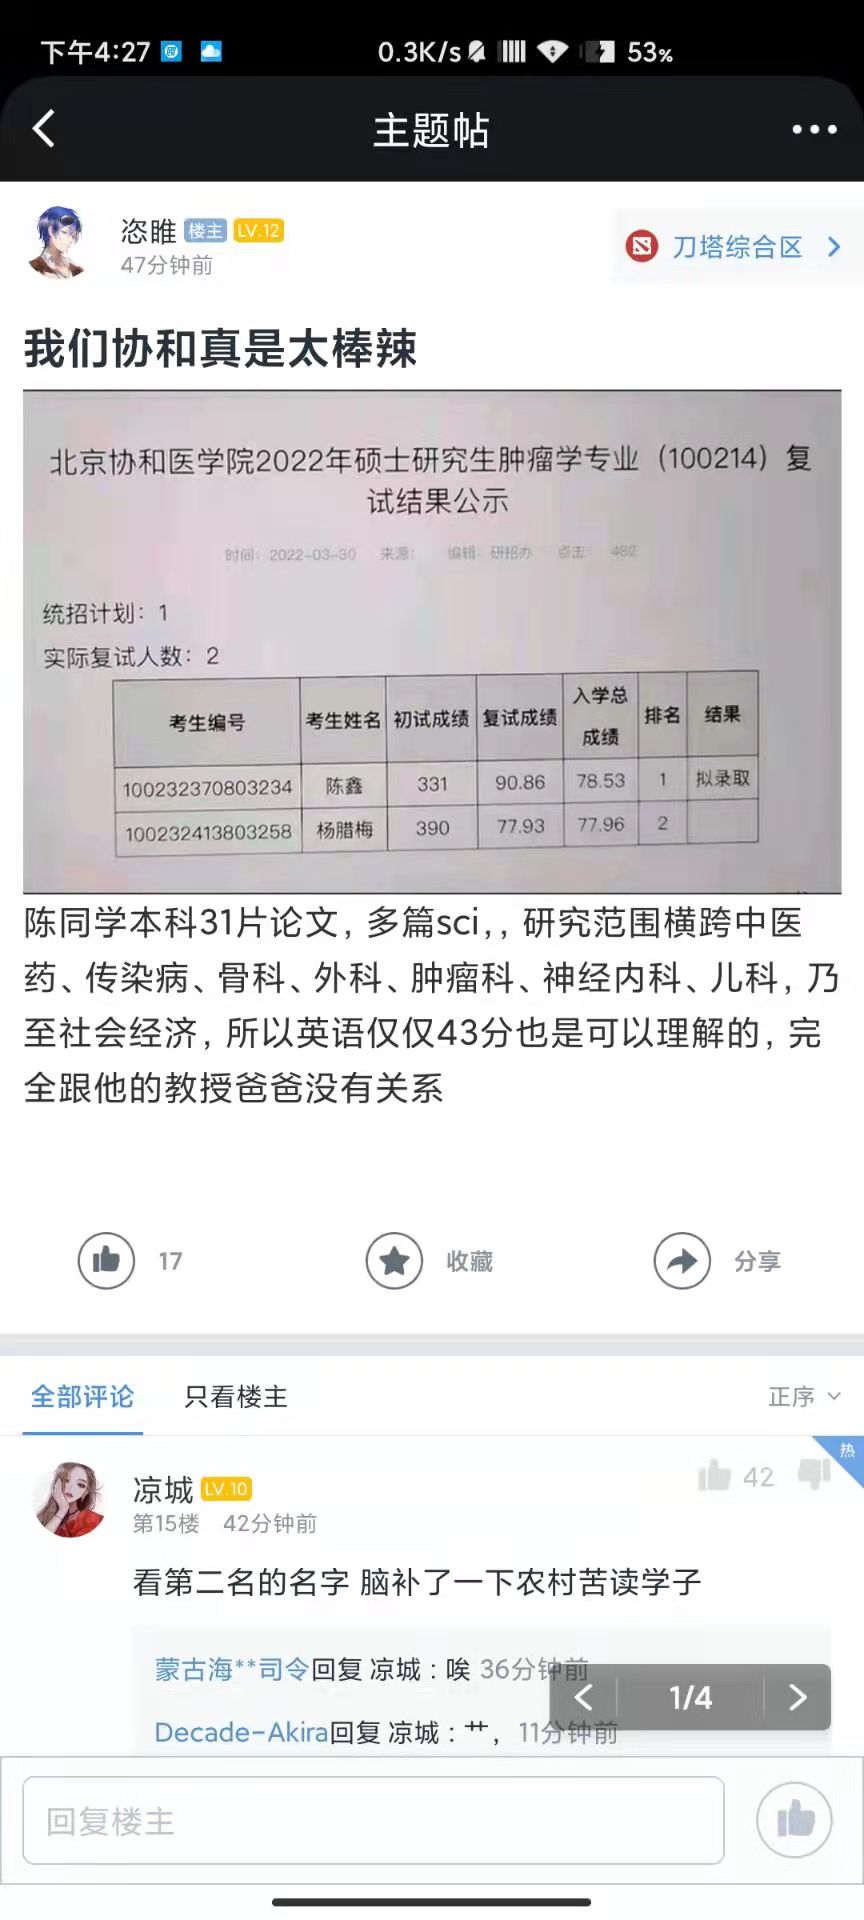 下午4:27
0.3K/s
53%
主题帖
恣睢 楼主 LV.12
47分钟前
刀塔综合区
我们协和真是太棒辣
北京协和医学院2022年硕士研究生肿瘤学专业（100214）复
试结果公示
时间：2022-03-30 来源： 编辑：研招办 点击： 482
统招计划：1
实际复试人数：2
考生编号 考生姓名 初试成绩 复试成绩 入学总成绩 排名 结果
100232370803234 陈鑫 331 90.86 78.53 1 拟录取
100232413803258 杨腊梅 390 77.93 77.96 2
陈同学本科31片论文，多篇sci,，研究范围横跨中医
药、传染病、骨科、外科、肿瘤科、神经内科、儿科，乃
至社会经济，所以英语仅仅43分也是可以理解的，完
全跟他的教授爸爸没有关系
17 收藏 分享
全部评论 只看楼主 正序
热
凉城 LV.10 42
第15楼 42分钟前
看第二名的名字 脑补了一下农村苦读学子
蒙古海**司令回复 凉城：唉 36分钟前
1/4
Decade-Akira回复 凉城：艹，11分钟前
回复楼主